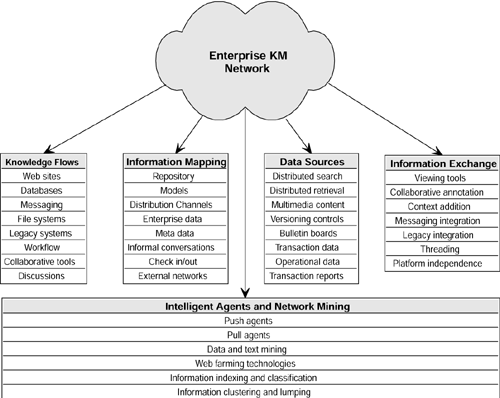 Enterprise KM
Network
Knowledge Flows
Web sites
Databases
Messaging
File systems
Legacy systems
Workflow
Collaborative tools
Discussions
Information Mapping
Repository
Models
Distribution Channels
Enterprise data
Meta data
Informal conversations
Check in/out
External networks
Data Sources
Distributed search
Distributed retrieval
Multimedia content
Versioning controls
Bulletin boards
Transaction data
Operational data
Transaction reports
Information Exchange
Viewing tools
Collaborative annotation
Context addition
Messaging integration
Legacy integration
Threading
Platform independence
Intelligent Agents and Network Mining
Push agents
Pull agents
Data and text mining
Web farming technologies
Information indexing and classification
Information clustering and lumping